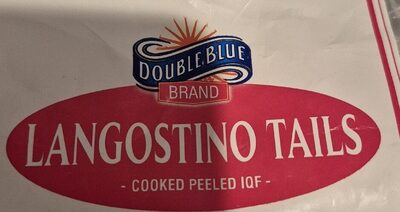 DOUBLE BLUE
BRAND
LANGOSTINO TAILS
- COOKED PEELED IQF -